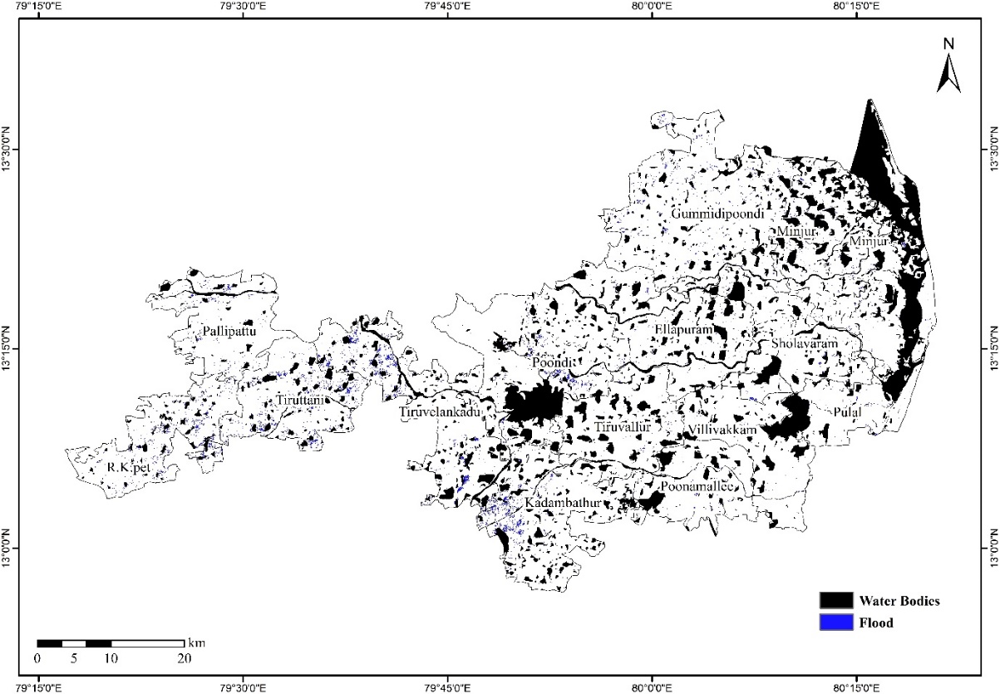 79°15'0"E 79°30'0"E 79°45'0"E 80°0'0"E 80°15'0"E
N
13°30'0"N 13°30'0"N
Gummidipoondi
Minjur Minjur
Pallipattu
Ellapuram
Sholavaram
13°15'0"N 13°15'0"N
Poondi
Tiruttani
Tiruvelankadu
Pulal
Tiruvallur Villivakkam
R.K.pet
Poonamallee
Kadambathur
13°0'0"N 13°0'0"N
Water Bodies
Flood
km
0 5 10 20
79°15'0"E 79°30'0"E 79°45'0"E 80°0'0"E 80°15'0"E